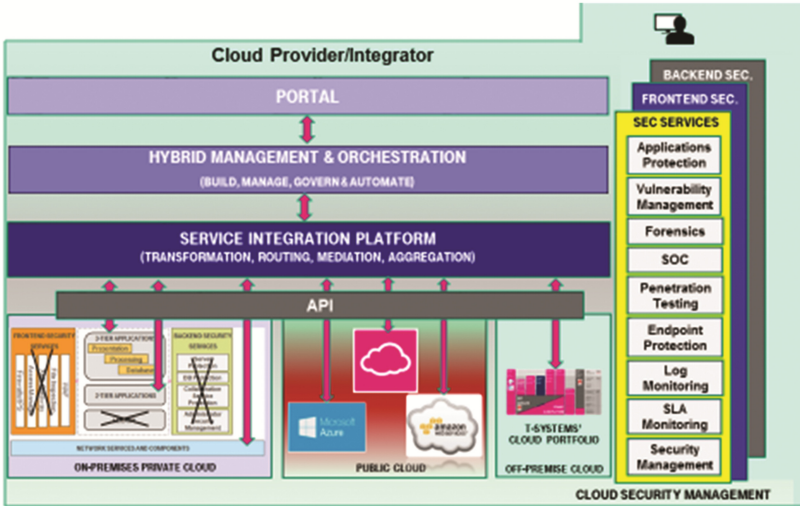 Cloud Provider/Integrator
PORTAL
HYBRID MANAGEMENT & ORCHESTRATION
(BUILD, MANAGE, GOVERN & AUTOMATE)
SERVICE INTEGRATION PLATFORM
(TRANSFORMATION, ROUTING, MEDIATION, AGGREGATION)
API
FRONTEND SECURITY
SERVICES
3-TIER APPLICATIONS
Presentation
Processing
Database
2-TIER APPLICATIONS
BACKEND SECURITY
SERVICES
Management
NETWORK SERVICES AND COMPONENTS
ON-PREMISES PRIVATE CLOUD
Microsoft
Azure
amazon
PUBLIC CLOUD
T-SYSTEMS'
CLOUD PORTFOLIO
OFF-PREMISE CLOUD
BACKEND SEC.
FRONTEND SEC.
SEC SERVICES
Applications
Protection
Vulnerability
Management
Forensics
SOC
Penetration
Testing
Endpoint
Protection
Log
Monitoring
SLA
Monitoring
Security
Management
CLOUD SECURITY MANAGEMENT